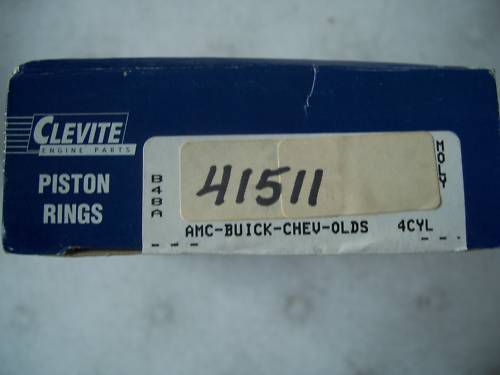 CLEVITE
ENGINE PARTS
PISTON
RINGS
B48A
41511
MOLY
AMC-BUICK-CHEV-OLDS 4CYL